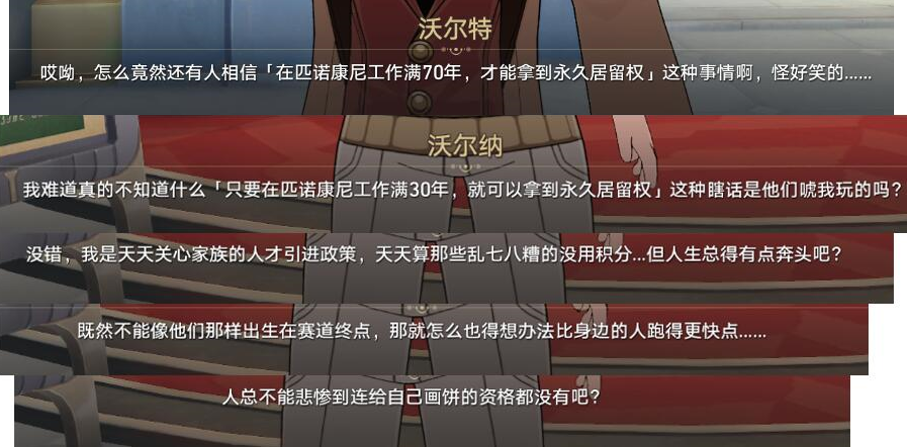 沃尔特
哎呦，怎么竟然还有人相信「在匹诺康尼工作满70年，才能拿到永久居留权」这种事情啊，怪好笑的……
沃尔纳
我难道真的不知道什么「只要在匹诺康尼工作满30年，就可以拿到永久居留权」这种瞎话是他们唬我玩的吗？
没错，我是天天关心家族的人才引进政策，天天算那些乱七八糟的没用积分…但人生总得有点奔头吧？
既然不能像他们那样出生在赛道终点，那就怎么也得想办法比身边的人跑得更快点……
人总不能悲惨到连给自己画饼的资格都没有吧？